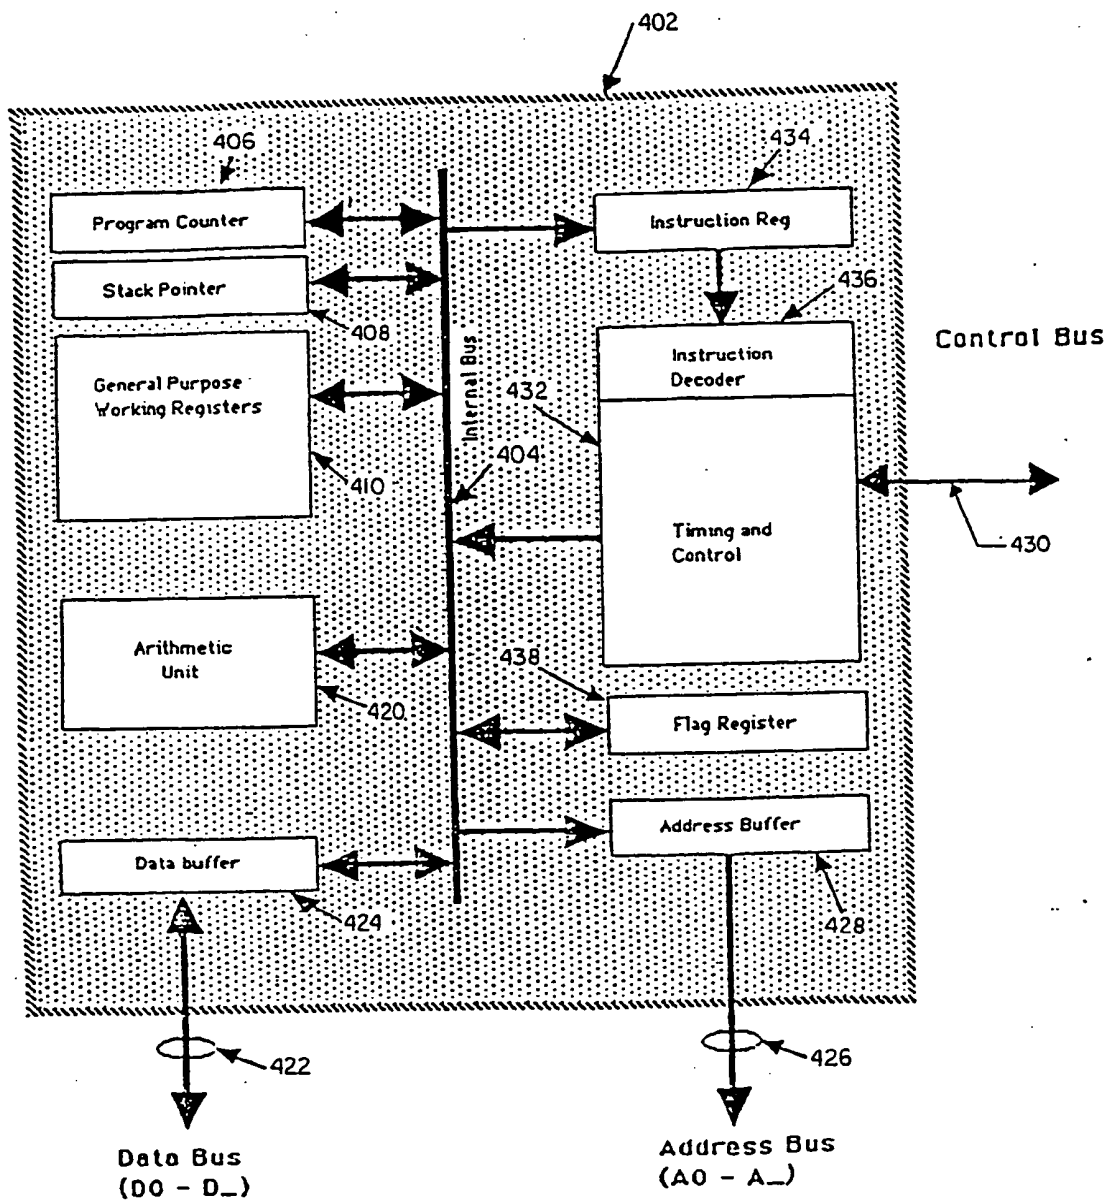 402
406
434
Program Counter
Instruction Reg
Stack Pointer
408
436
Control Bus
General Purpose
Working Registers
Internal Bus
Instruction
Decoder
432
404
410
Timing and
Control
430
Arithmetic
Unit
438
420
Flag Register
Address Buffer
Data buffer
424
428
422
426
Data Bus
(D0 - D_)
Address Bus
(A0 - A_)